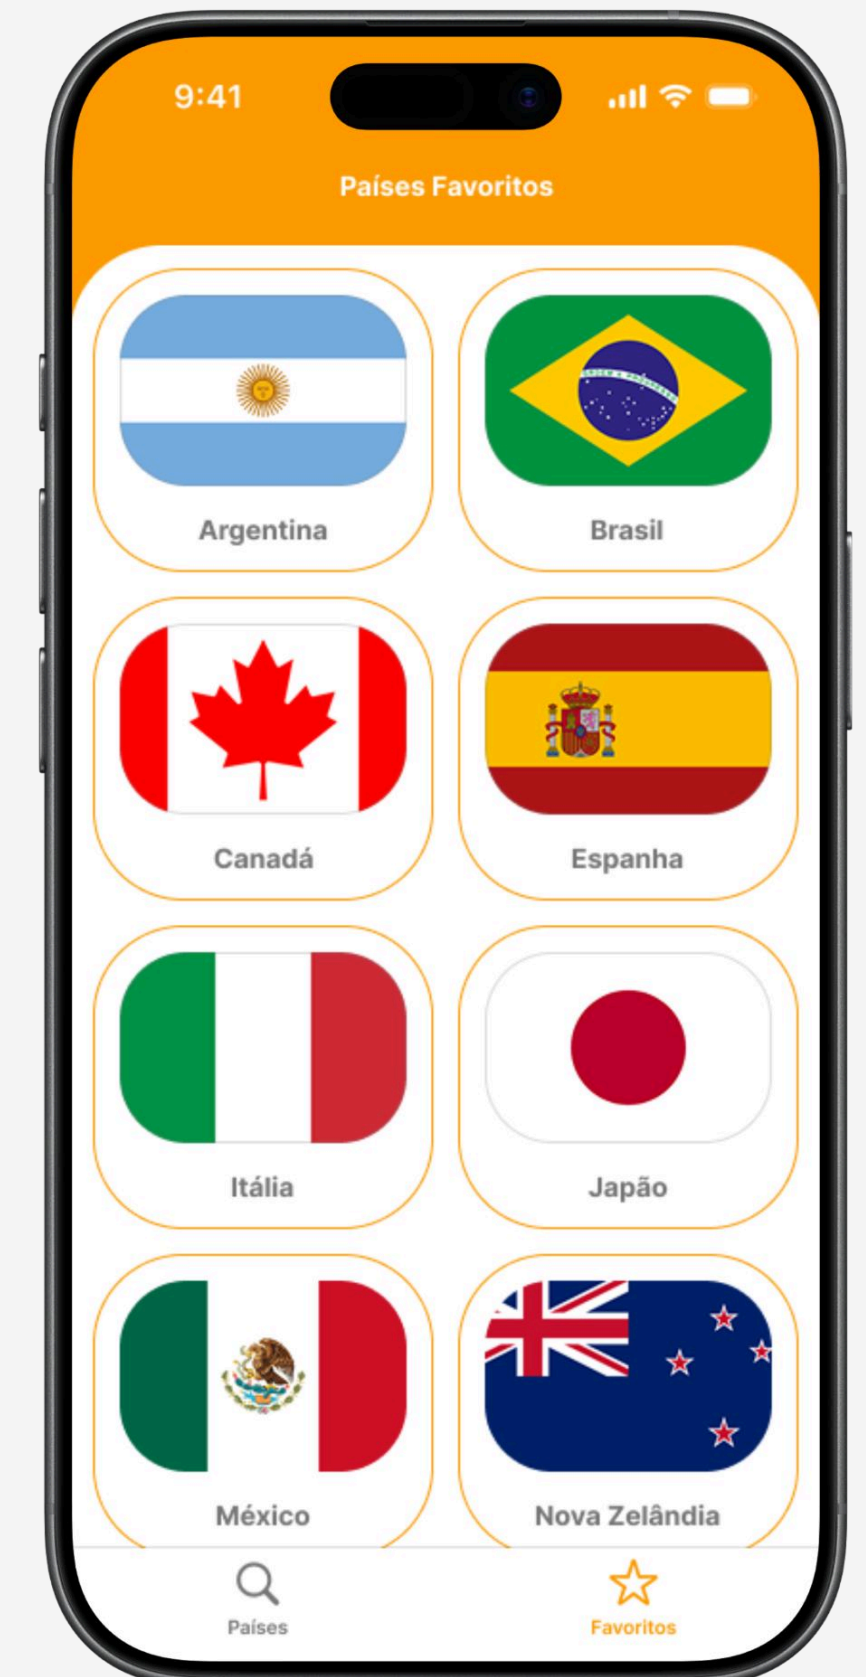 9:41
Países Favoritos
Argentina
Brasil
Canadá
Espanha
Itália
Japão
México
Nova Zelândia
Países
Favoritos